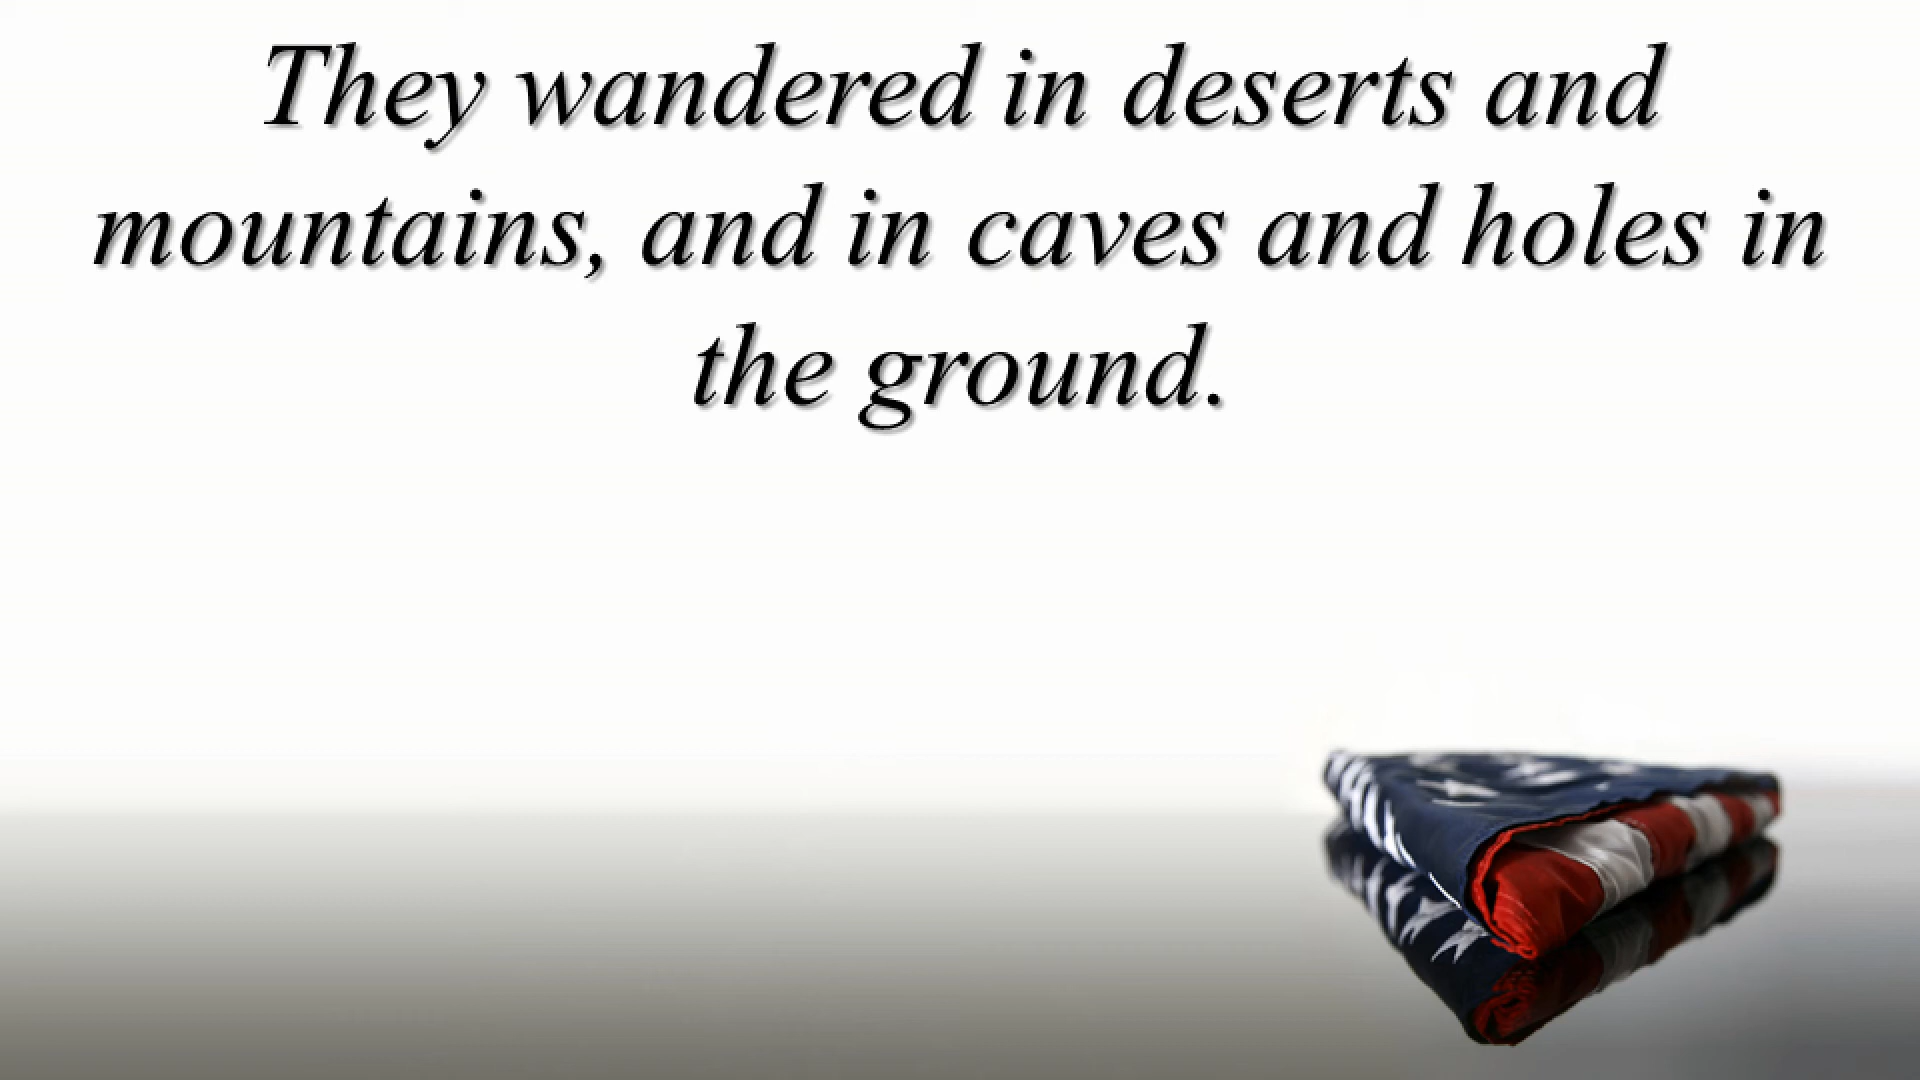 They wandered in deserts and
mountains, and in caves and holes in
the ground.